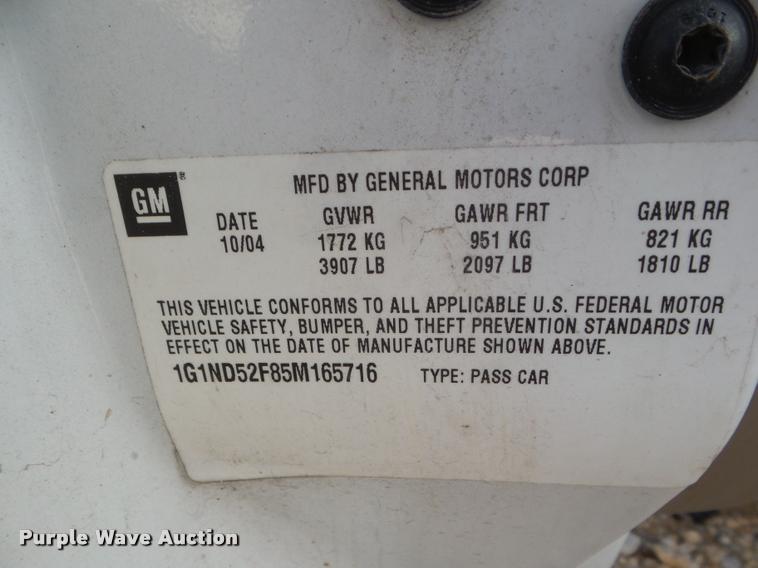 GM®
MFD BY GENERAL MOTORS CORP
DATE GVWR GAWR FRT GAWR RR
10/04 1772 KG 951 KG 821 KG
3907 LB 2097 LB 1810 LB
THIS VEHICLE CONFORMS TO ALL APPLICABLE U.S. FEDERAL MOTOR
VEHICLE SAFETY, BUMPER, AND THEFT PREVENTION STANDARDS IN
EFFECT ON THE DATE OF MANUFACTURE SHOWN ABOVE.
1G1ND52F85M165716 TYPE: PASS CAR
Purple Wave Auction